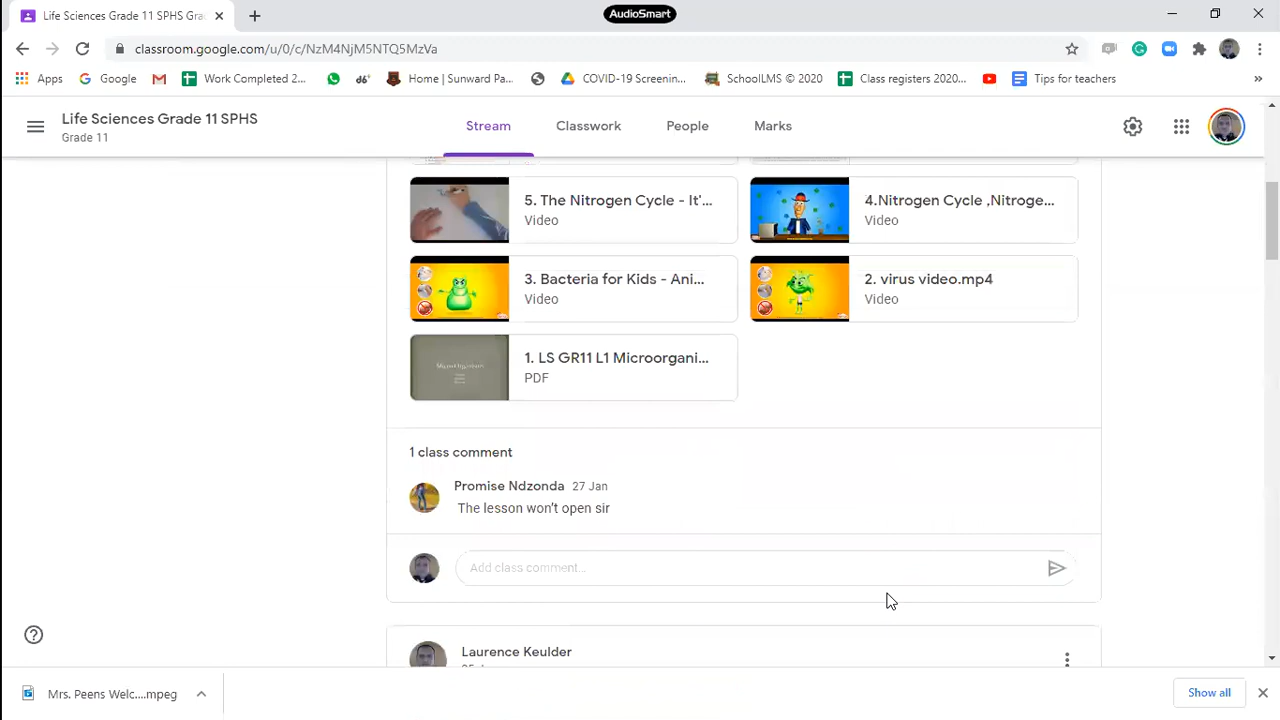 Life Sciences Grade 11 SPHS Gra
AudioSmart
classroom.google.com/u/0/c/NzM4NjM5NTQ5MzVa
Apps Google Work Completed 2... Home | Sunward Pa... COVID-19 Screenin... SchoolLMS © 2020 Class registers 2020... Tips for teachers »
Life Sciences Grade 11 SPHS
Grade 11
Stream Classwork People Marks
5. The Nitrogen Cycle - It'...
Video
4.Nitrogen Cycle ,Nitroge...
Video
3. Bacteria for Kids - Ani...
Video
2. virus video.mp4
Video
1. LS GR11 L1 Microorgani...
PDF
1 class comment
Promise Ndzonda 27 Jan
The lesson won't open sir
Add class comment...
Laurence Keulder
Mrs. Peens Welc....mpeg
Show all